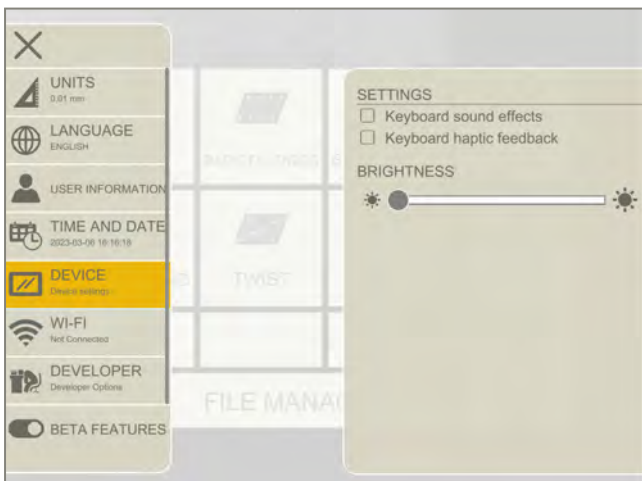 UNITS
0,01 mm
LANGUAGE
ENGLISH
USER INFORMATION
TIME AND DATE
2023-03-06 16:16:18
DEVICE
Device settings
WI-FI
Not Connected
DEVELOPER
Developer Options
BETA FEATURES
TWIST
FILE MANA
SETTINGS
Keyboard sound effects
Keyboard haptic feedback
BRIGHTNESS